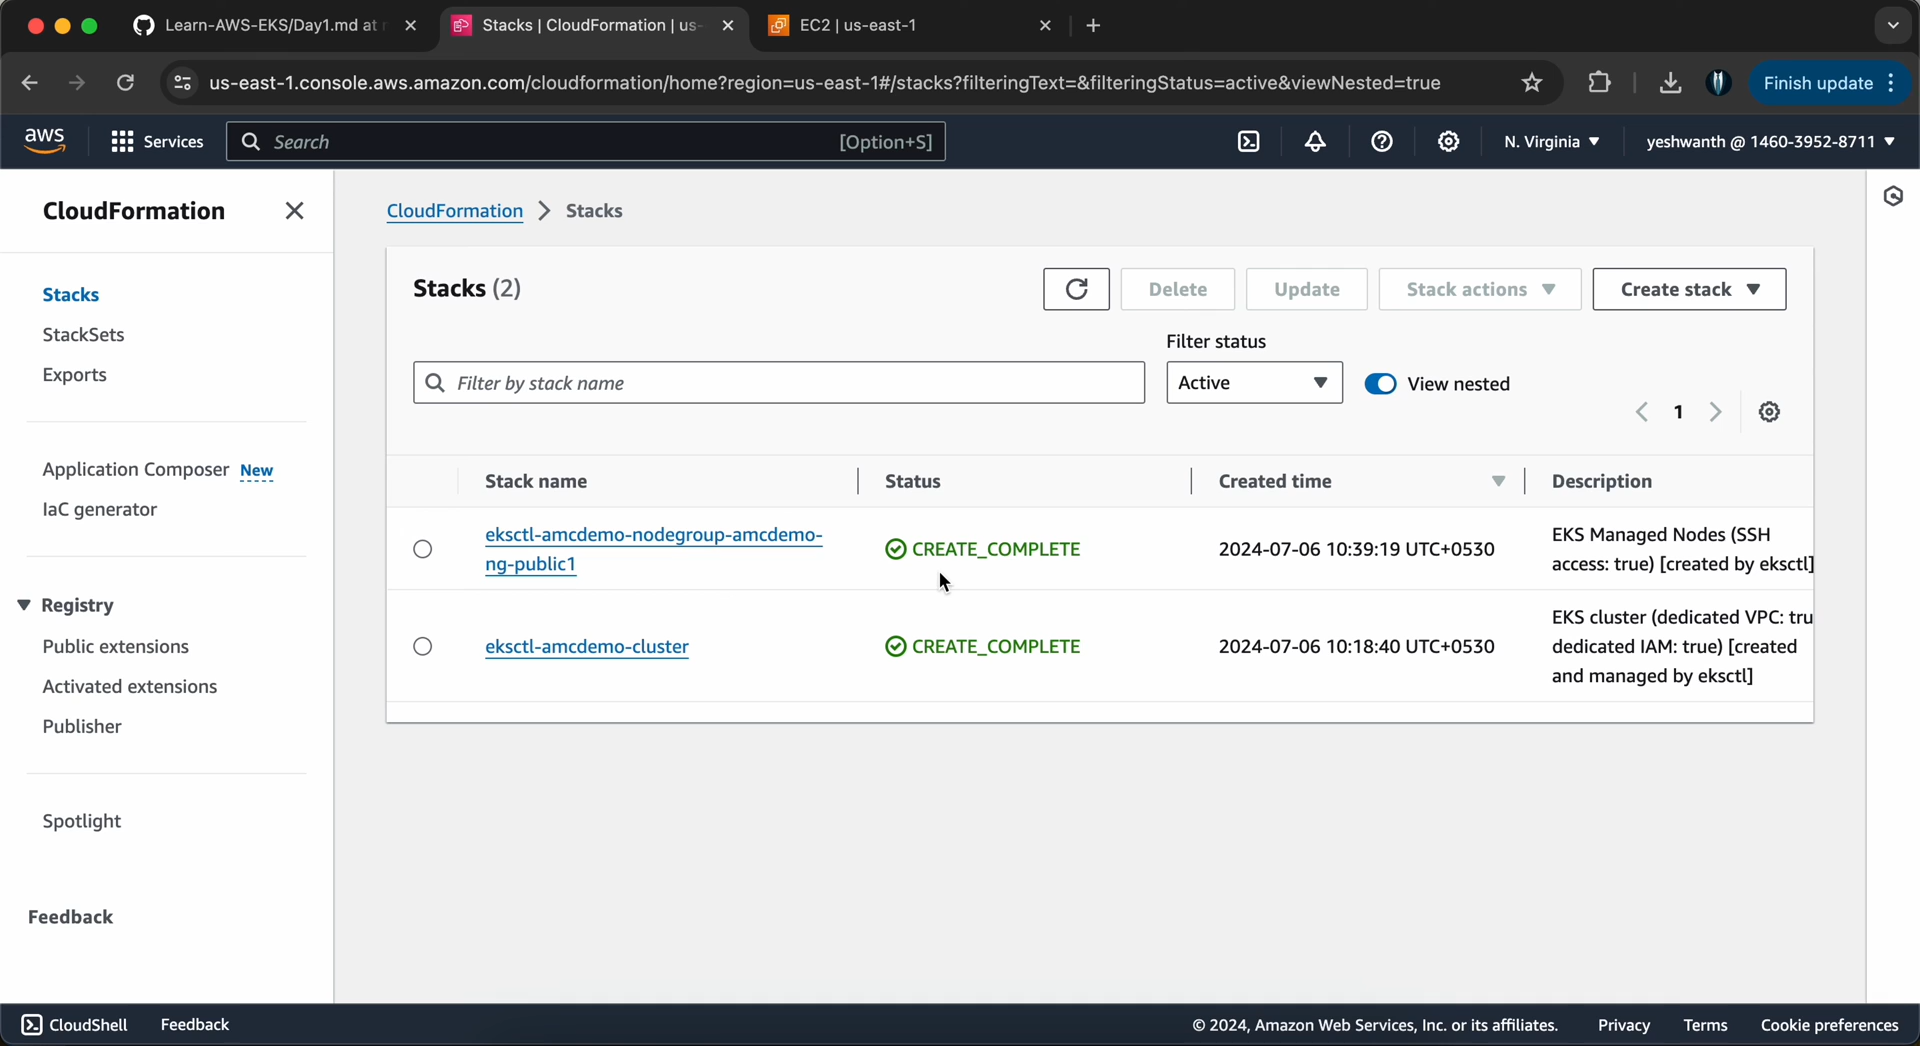 Learn-AWS-EKS/Day1.md at
Stacks | CloudFormation | us-
EC2 | us-east-1
us-east-1.console.aws.amazon.com/cloudformation/home?region=us-east-1#/stacks?filteringText=&filteringStatus=active&viewNested=true
Finish update
aws
Services
Search
[Option+S]
N. Virginia
yeshwanth @ 1460-3952-8711
CloudFormation
CloudFormation > Stacks
Stacks
StackSets
Exports
Application Composer New
IaC generator
Registry
Public extensions
Activated extensions
Publisher
Spotlight
Feedback
Stacks (2)
Delete
Update
Stack actions
Create stack
Filter status
Filter by stack name
Active
View nested
1
Stack name
Status
Created time
Description
eksctl-amcdemo-nodegroup-amcdemo-
ng-public1
CREATE_COMPLETE
2024-07-06 10:39:19 UTC+0530
EKS Managed Nodes (SSH
access: true) [created by eksctl]
eksctl-amcdemo-cluster
CREATE_COMPLETE
2024-07-06 10:18:40 UTC+0530
EKS cluster (dedicated VPC: tru
dedicated IAM: true) [created
and managed by eksctl]
CloudShell
Feedback
© 2024, Amazon Web Services, Inc. or its affiliates.
Privacy
Terms
Cookie preferences